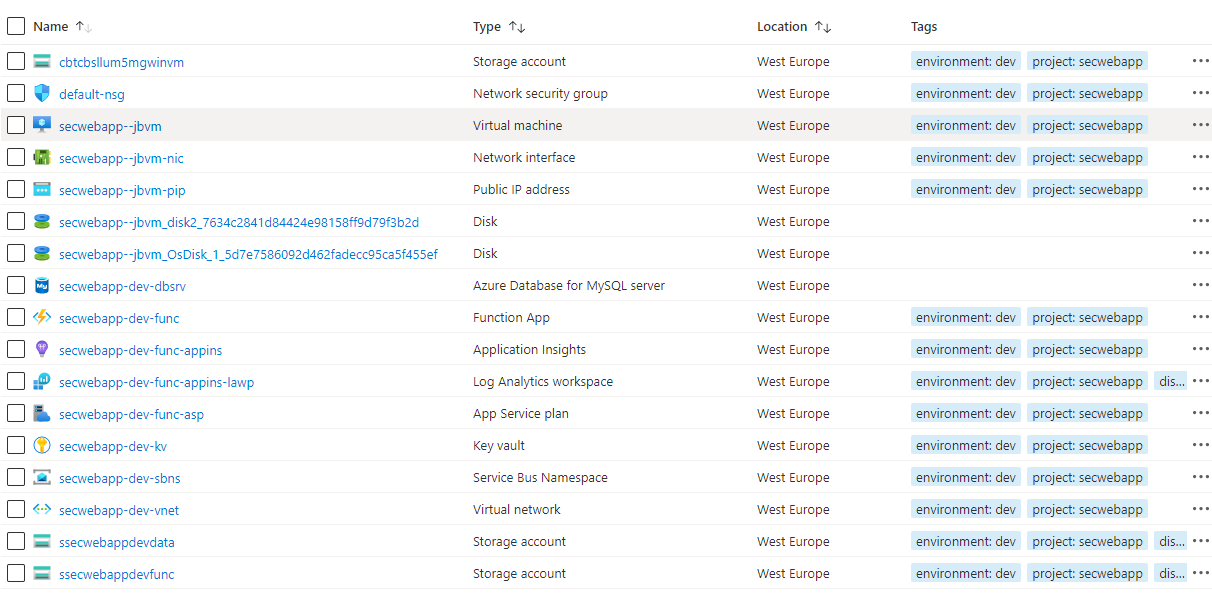 Name ↑↓ Type ↑↓ Location ↑↓ Tags
cbtcbsllum5mgwinvm Storage account West Europe environment: dev project: secwebapp ...
default-nsg Network security group West Europe environment: dev project: secwebapp ...
secwebapp--jbvm Virtual machine West Europe environment: dev project: secwebapp ...
secwebapp--jbvm-nic Network interface West Europe environment: dev project: secwebapp ...
secwebapp--jbvm-pip Public IP address West Europe environment: dev project: secwebapp ...
secwebapp--jbvm_disk2_7634c2841d84424e98158ff9d79f3b2d Disk West Europe ...
secwebapp--jbvm_OsDisk_1_5d7e7586092d462fadecc95ca5f455ef Disk West Europe ...
secwebapp-dev-dbsrv Azure Database for MySQL server West Europe ...
secwebapp-dev-func Function App West Europe environment: dev project: secwebapp ...
secwebapp-dev-func-appins Application Insights West Europe environment: dev project: secwebapp ...
secwebapp-dev-func-appins-lawp Log Analytics workspace West Europe environment: dev project: secwebapp dis... ...
secwebapp-dev-func-asp App Service plan West Europe environment: dev project: secwebapp ...
secwebapp-dev-kv Key vault West Europe environment: dev project: secwebapp ...
secwebapp-dev-sbns Service Bus Namespace West Europe environment: dev project: secwebapp ...
secwebapp-dev-vnet Virtual network West Europe environment: dev project: secwebapp ...
ssecwebappdevdata Storage account West Europe environment: dev project: secwebapp dis... ...
ssecwebappdevfunc Storage account West Europe environment: dev project: secwebapp dis... ...